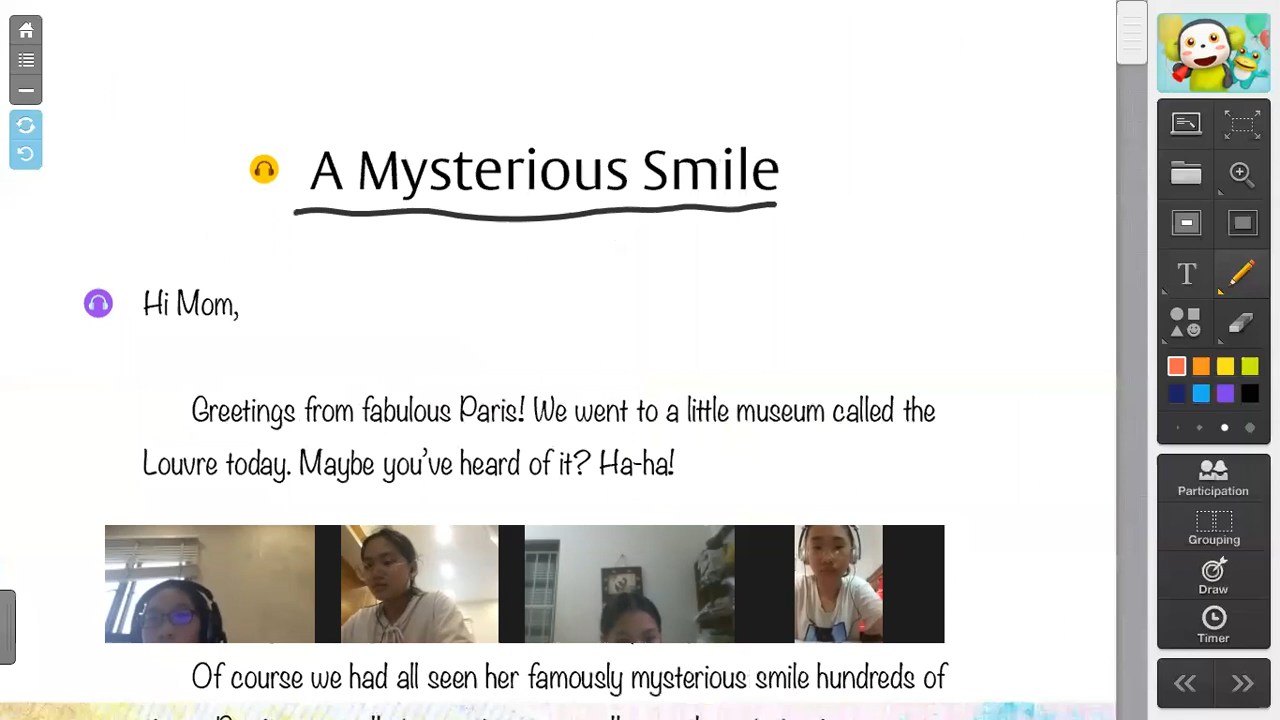 A Mysterious Smile
Hi Mom,
Greetings from fabulous Paris! We went to a little museum called the
Louvre today. Maybe you've heard of it? Ha-ha!
Of course we had all seen her famously mysterious smile hundreds of
T
Participation
Grouping
Draw
Timer